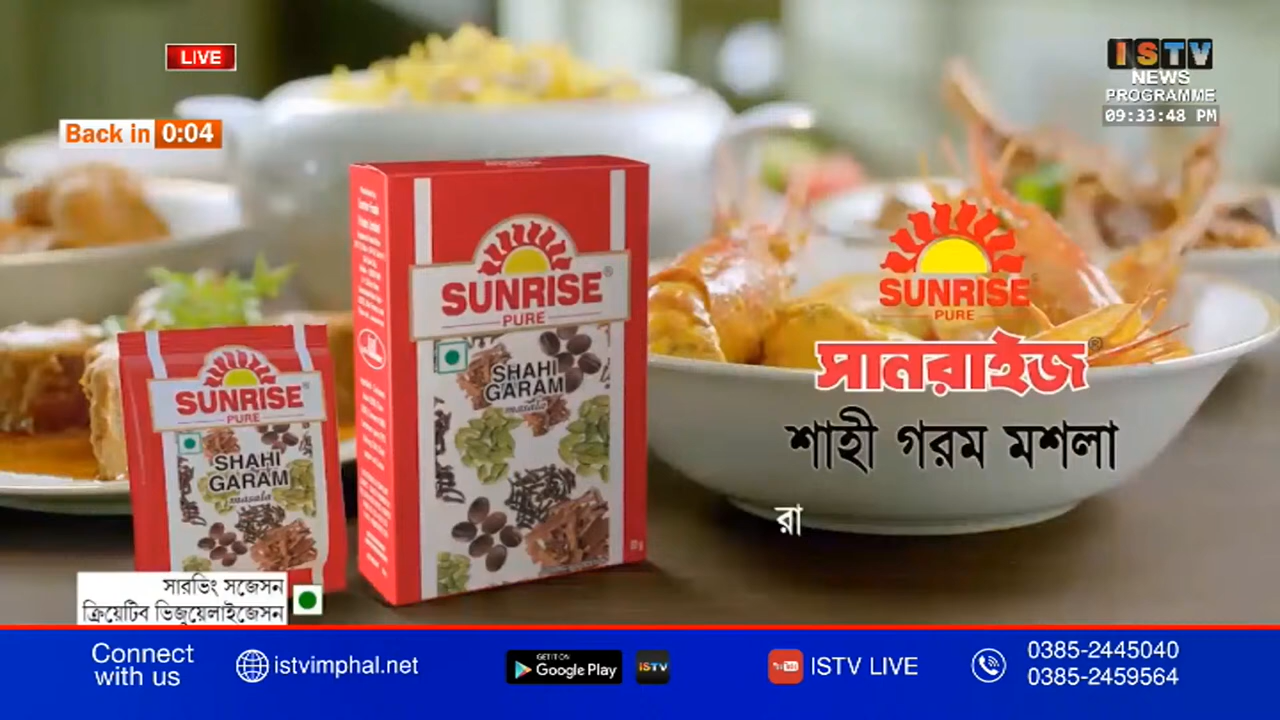 LIVE
ISTV
NEWS
PROGRAMME
09:33:48 PM
Back in 0:04
SUNRISE
PURE
SHAHI
GARAM
masala
SUNRISE
PURE
SHAHI
GARAM
masala
SUNRISE
PURE
সানরাইজ
শাহী গরম মশলা
রা
সারভিং সজেসন
ক্রিয়েটিব ভিজুয়েলাইজেসন
Connect
with us
istvimphal.net
GET IT ON
Google Play
ISTV
YouTube
ISTV LIVE
0385-2445040
0385-2459564